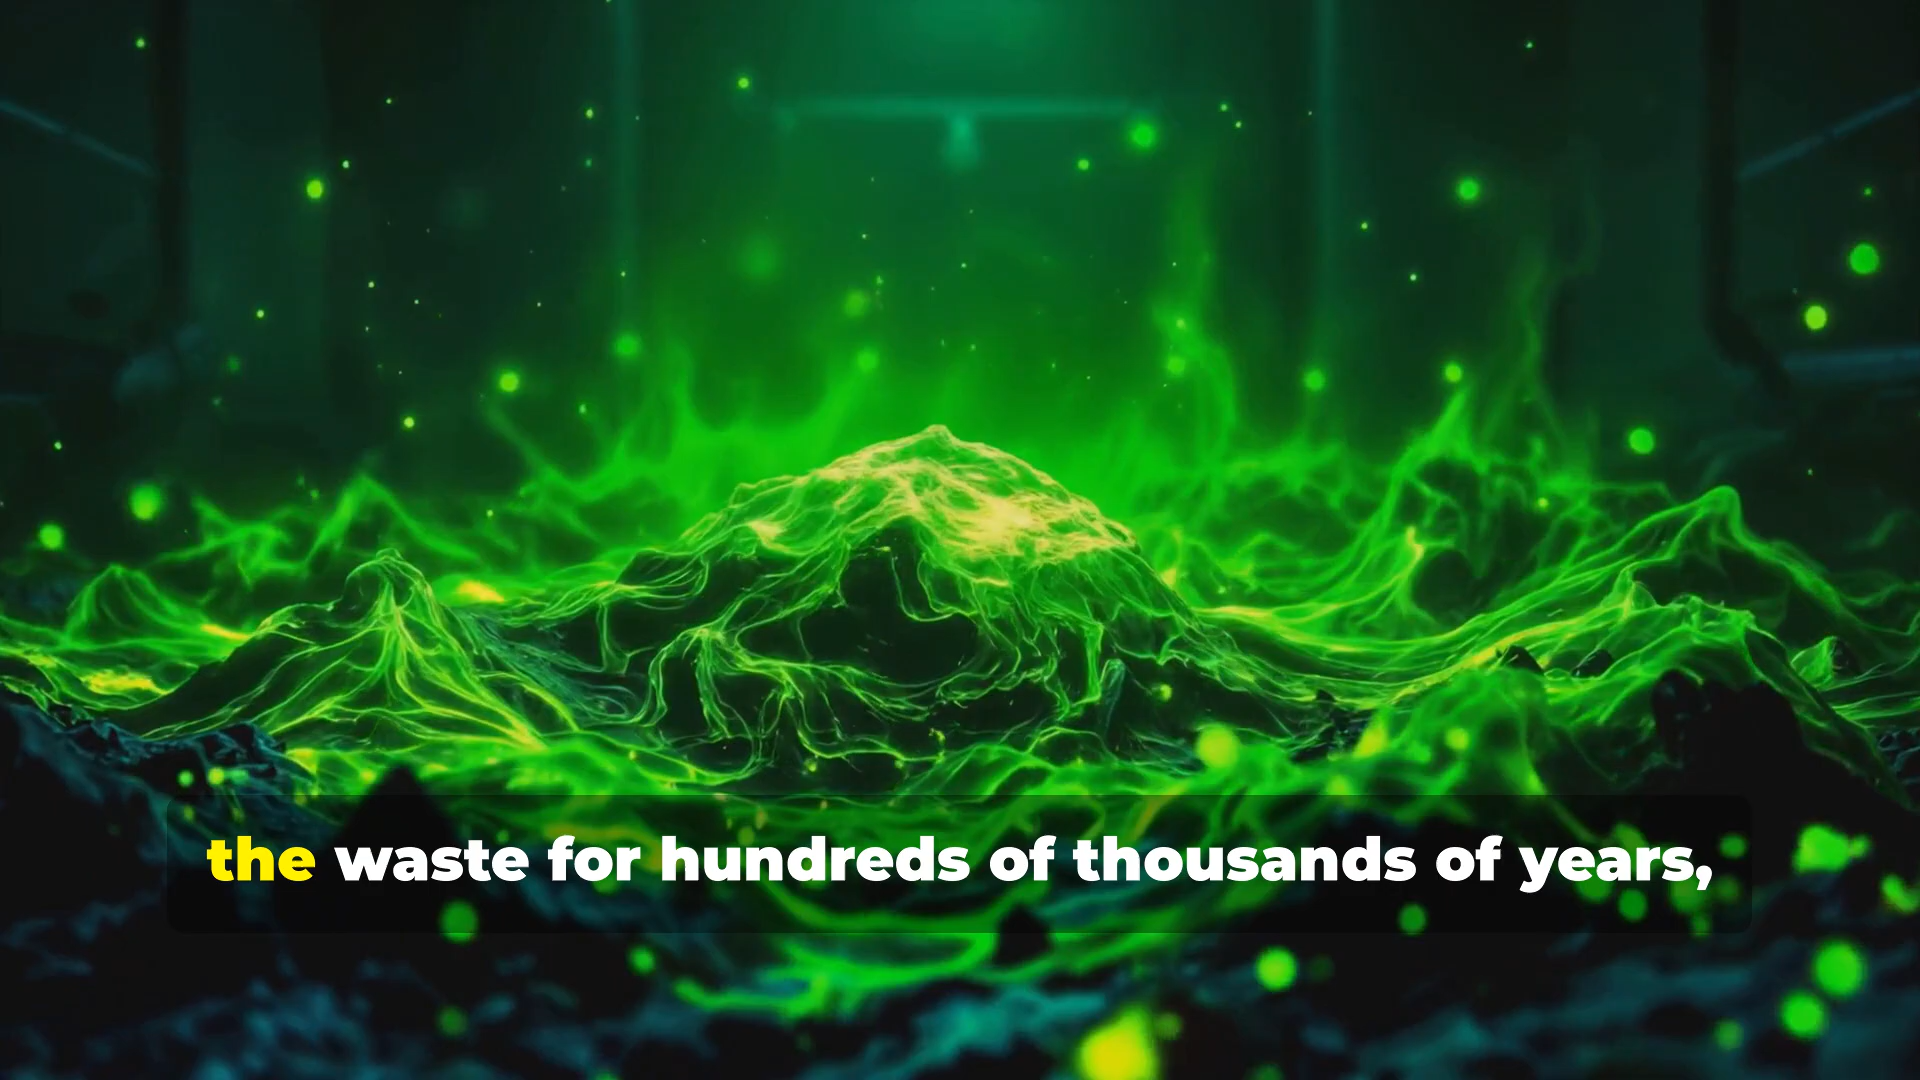 the waste for hundreds of thousands of years,